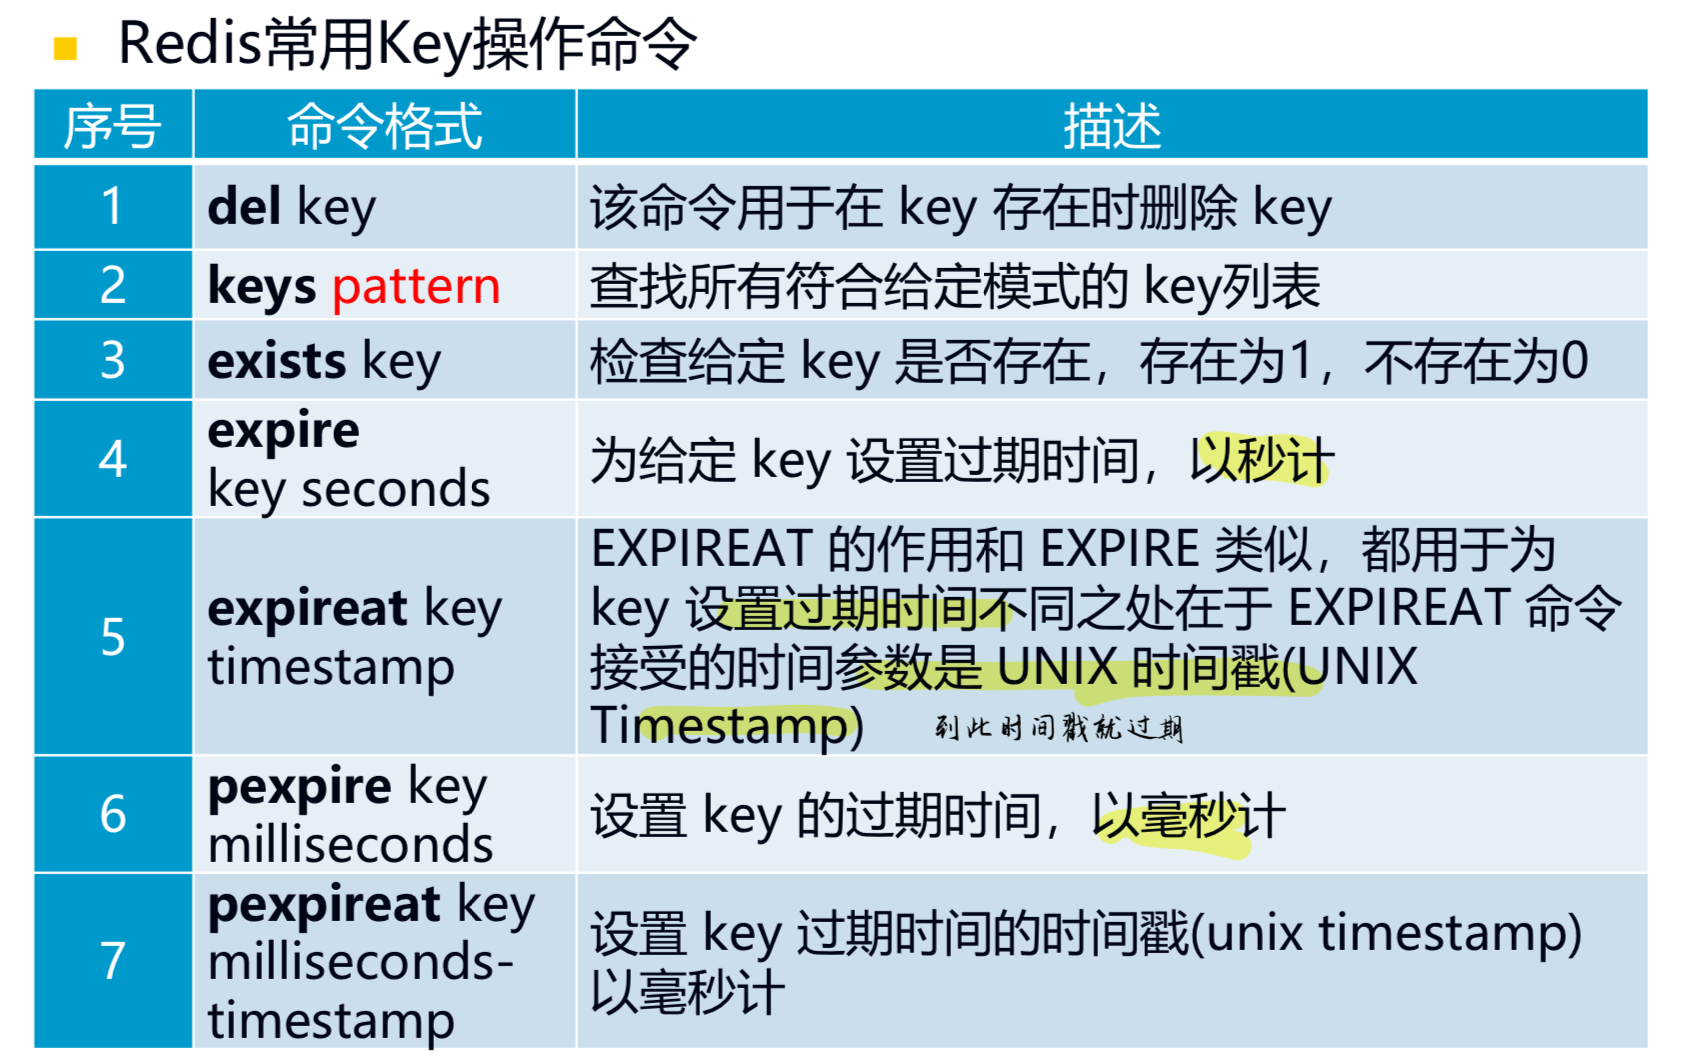 Redis常用Key操作命令
序号 命令格式 描述
1 del key 该命令用于在 key 存在时删除 key
2 keys pattern 查找所有符合给定模式的 key列表
3 exists key 检查给定 key 是否存在，存在为1，不存在为0
4 expire
key seconds
为给定 key 设置过期时间，以秒计
5 expireat key
timestamp
EXPIREAT 的作用和 EXPIRE 类似，都用于为
key 设置过期时间不同之处在于 EXPIREAT 命令
接受的时间参数是 UNIX 时间戳(UNIX
Timestamp) 到此时间戳就过期
6 pexpire key
milliseconds
设置 key 的过期时间，以毫秒计
7 pexpireat key
milliseconds-
timestamp
设置 key 过期时间的时间戳(unix timestamp)
以毫秒计